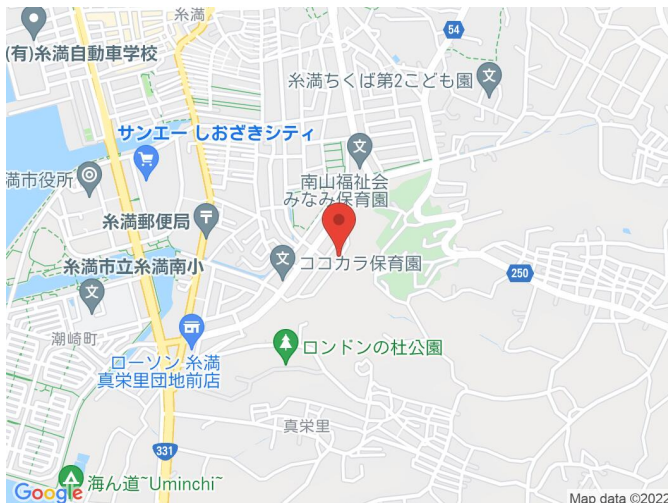 糸満
(有)糸満自動車学校
54
糸満ちくば第2こども園
文
サンエー しおざきシティ
文
満市役所
南山福祉会
みなみ保育園
糸満郵便局
〒
糸満市立糸満南小
文
文
ココカラ保育園
250
潮崎町
ローソン 糸満
真栄里団地前店
ロンドンの杜公園
真栄里
331
海ん道~Uminchi~
Google
Map data ©2022